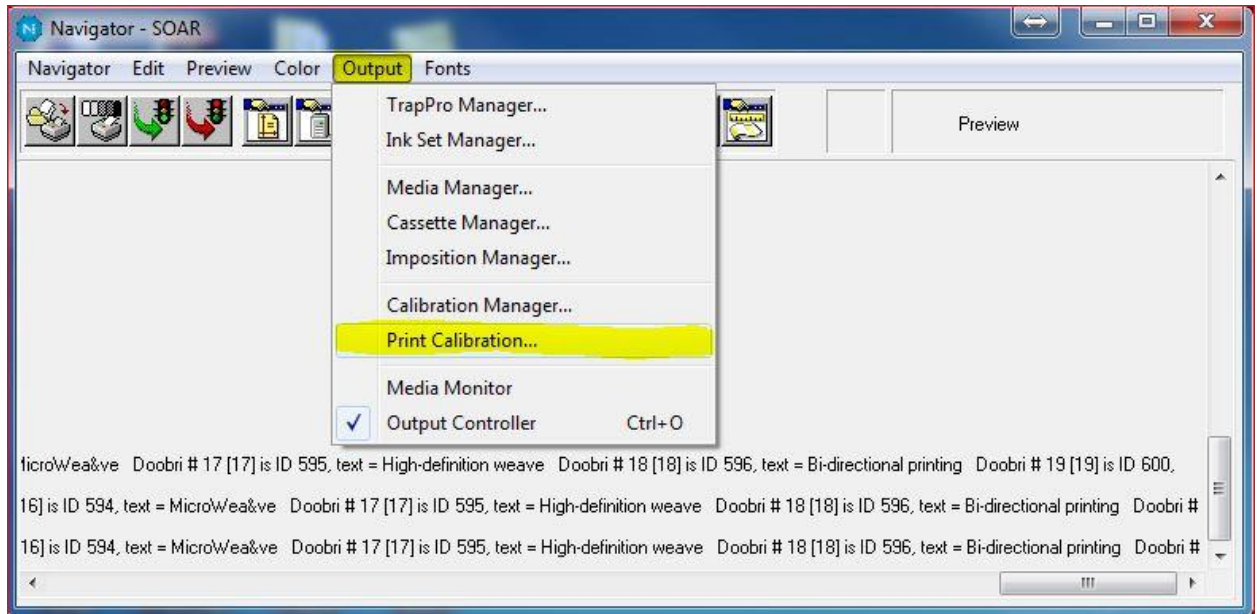 Navigator - SOAR
Navigator Edit Preview Color Output Fonts
Preview
TrapPro Manager...
Ink Set Manager...
Media Manager...
Cassette Manager...
Imposition Manager...
Calibration Manager...
Print Calibration...
Media Monitor
Output Controller Ctrl+O
ficroWea&ve Doobri # 17 [17] is ID 595, text = High-definition weave Doobri # 18 [18] is ID 596, text = Bi-directional printing Doobri # 19 [19] is ID 600,
16] is ID 594, text = MicroWea&ve Doobri # 17 [17] is ID 595, text = High-definition weave Doobri # 18 [18] is ID 596, text = Bi-directional printing Doobri #
16] is ID 594, text = MicroWea&ve Doobri # 17 [17] is ID 595, text = High-definition weave Doobri # 18 [18] is ID 596, text = Bi-directional printing Doobri #